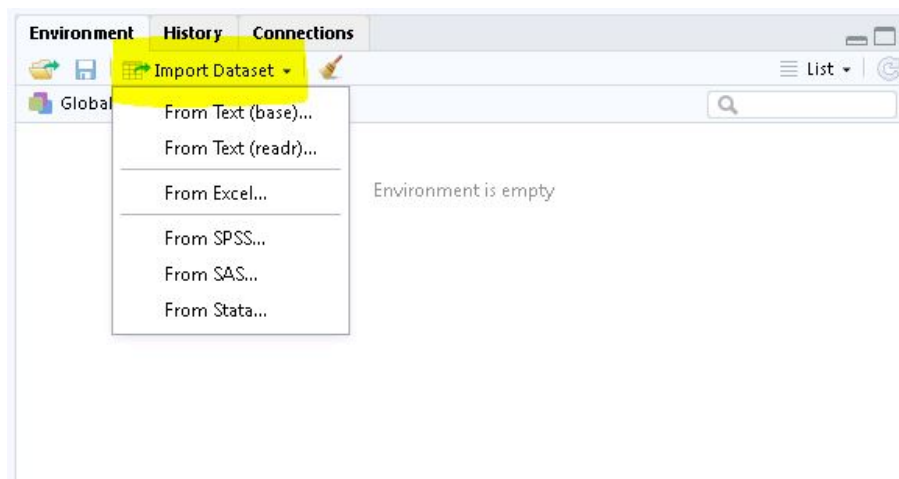 Environment History Connections
Import Dataset List
Global
From Text (base)...
From Text (readr)...
From Excel...
Environment is empty
From SPSS...
From SAS...
From Stata...